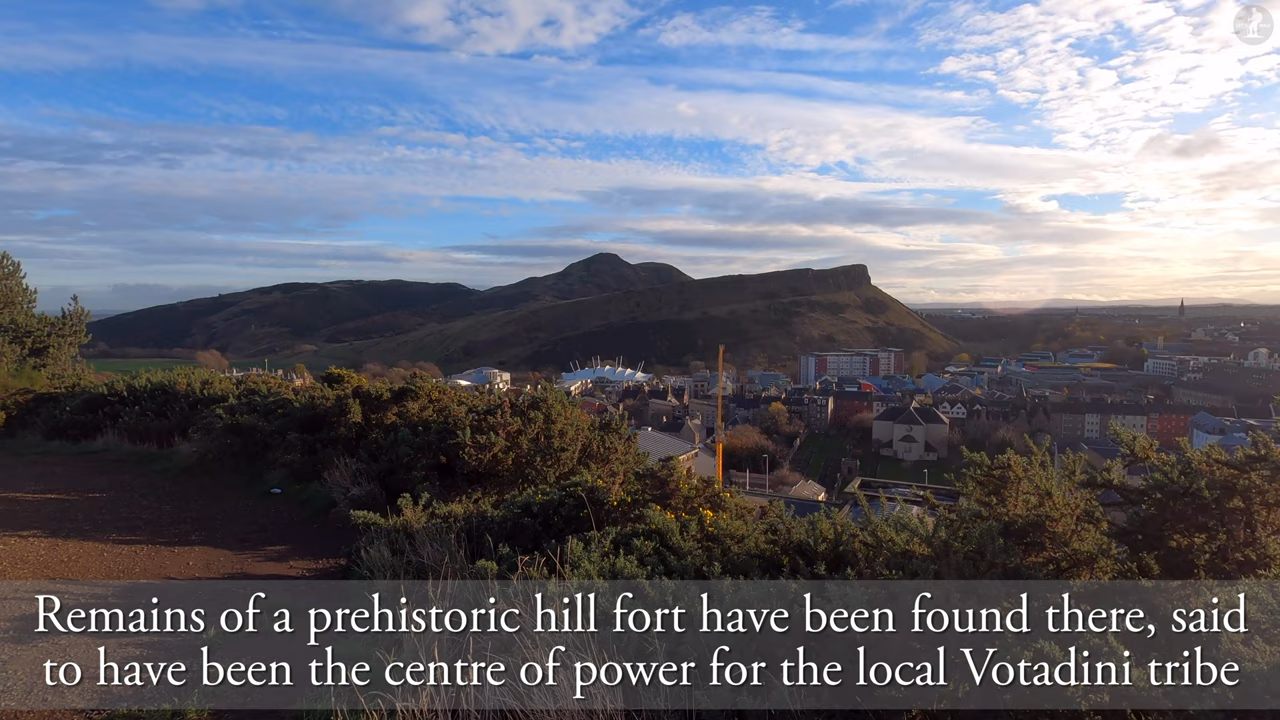 Remains of a prehistoric hill fort have been found there, said
to have been the centre of power for the local Votadini tribe